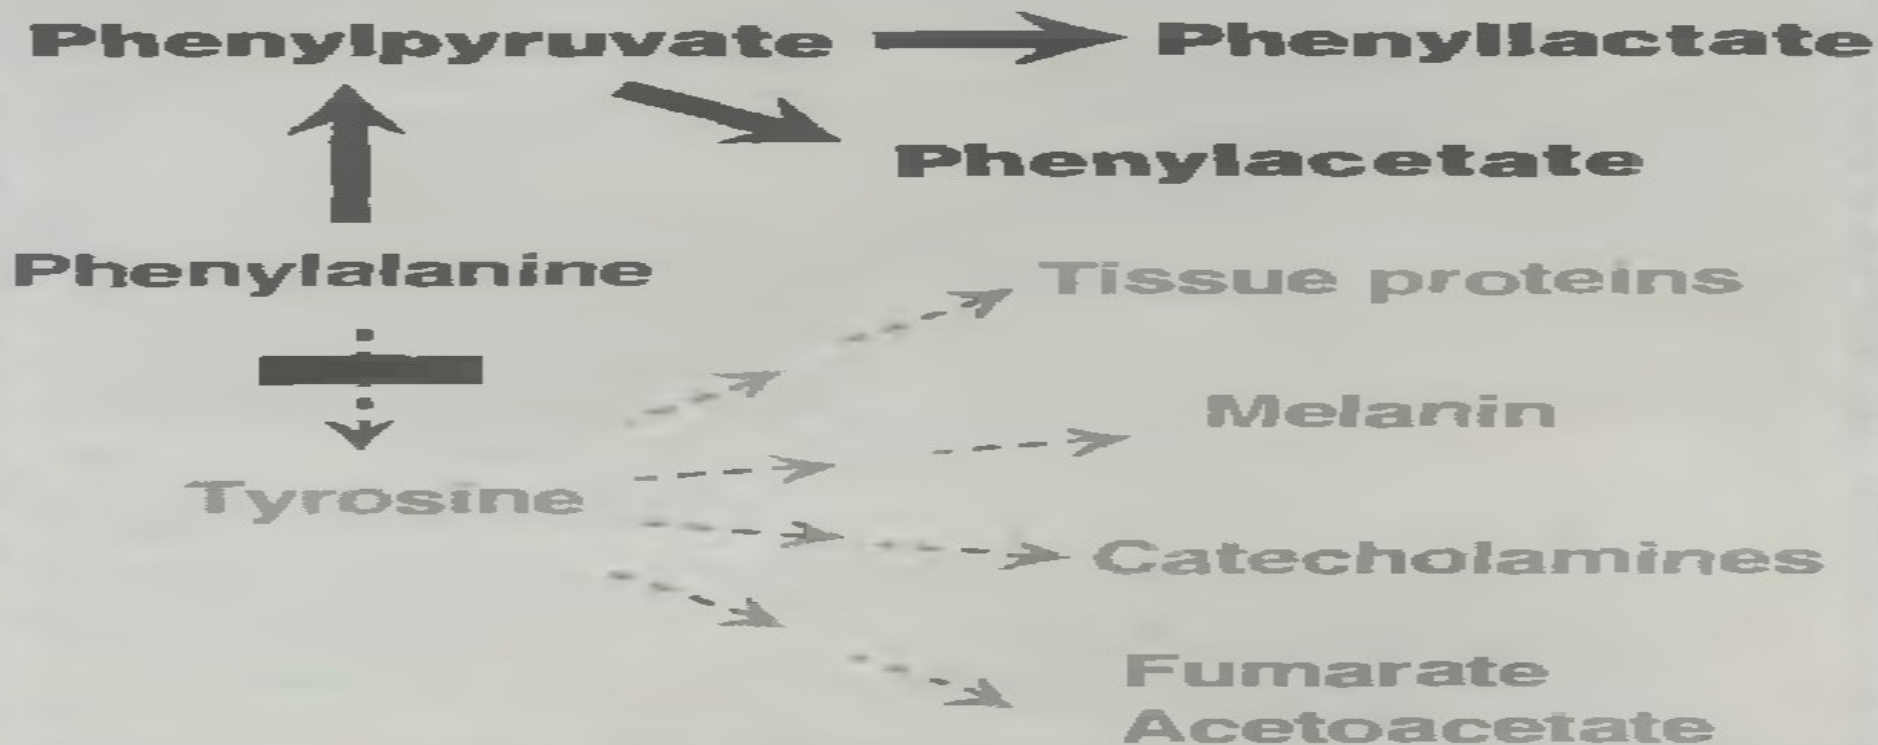 Phenylpyruvate Phenyllactate
Phenylacetate
Phenylalanine
Tissue proteins
Melanin
Tyrosine
Catecholamines
Fumarate
Acetoacetate